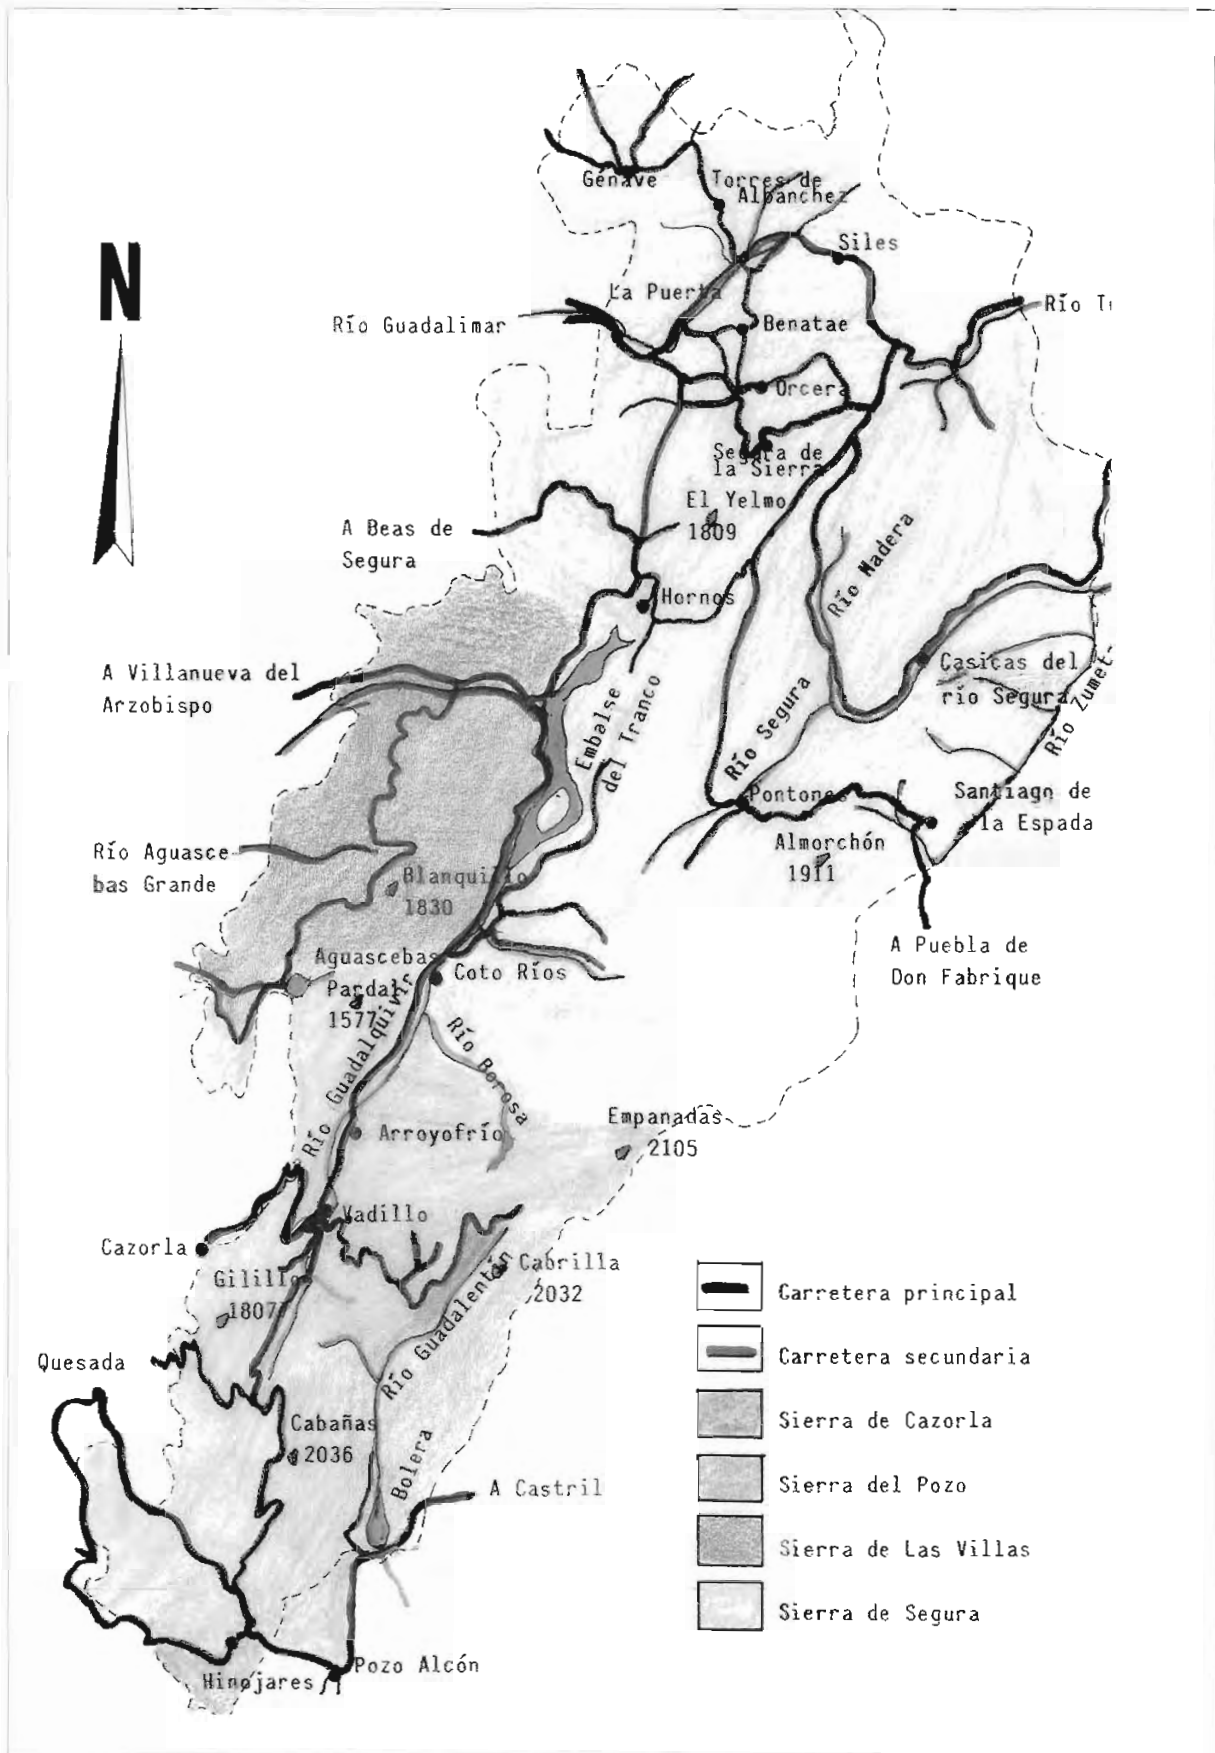 Génave
Torres de
Albanchez
N
Siles
La Puerta
Río
Río Guadalimar
Benatae
Orcera
Segura de
la Sierra
El Yelmo
1809
A Beas de
Segura
Río Madera
Hornos
A Villanueva del
Arzobispo
Casicas del
río Segura
Río Zumet-
Embalse
del Tranco
Río Segura
Pontones
Santiago de
la Espada
Almorchón
1911
Río Aguasce-
bas Grande
Blanquillo
1830
A Puebla de
Don Fabrique
Aguascebas
Coto Ríos
Pardal
1577
Río Guadalquivir
Río Borosa
Empanadas
2105
Arroyofrío
Vadillo
Cazorla
Gilillo
1807
Cabrilla
2032
Río Guadalentín
Carretera principal
Quesada
Carretera secundaria
Cabañas
2036
Sierra de Cazorla
Bolera
A Castril
Sierra del Pozo
Sierra de Las Villas
Sierra de Segura
Pozo Alcón
Hinojares